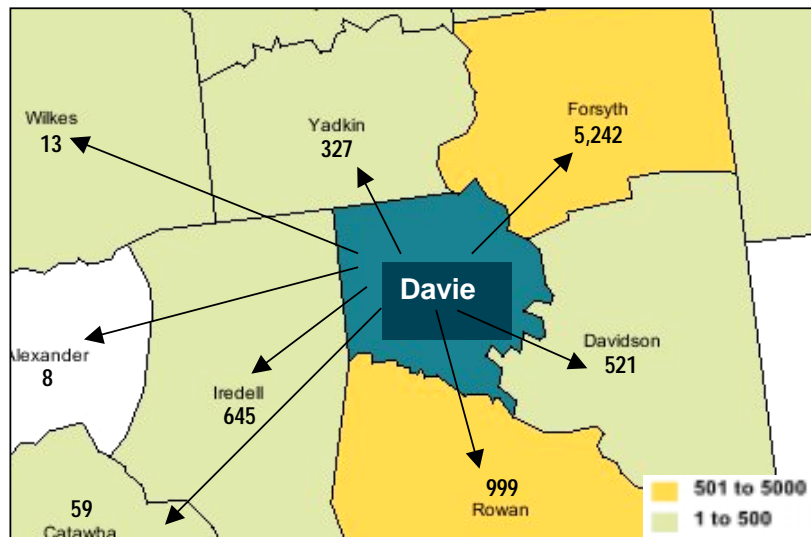 Wilkes
13
Yadkin
327
Forsyth
5,242
Davie
Alexander
8
Iredell
645
Davidson
521
59
Catawba
999
Rowan
501 to 5000
1 to 500